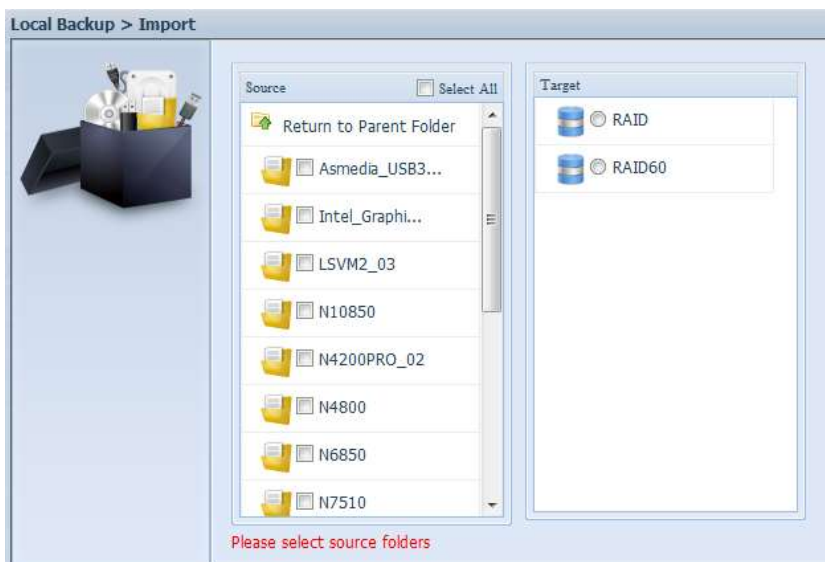 Local Backup > Import
Source
Select All
Return to Parent Folder
Asmedia_USB3...
Intel_Graphi...
LSVM2_03
N10850
N4200PRO_02
N4800
N6850
N7510
Target
RAID
RAID60
Please select source folders